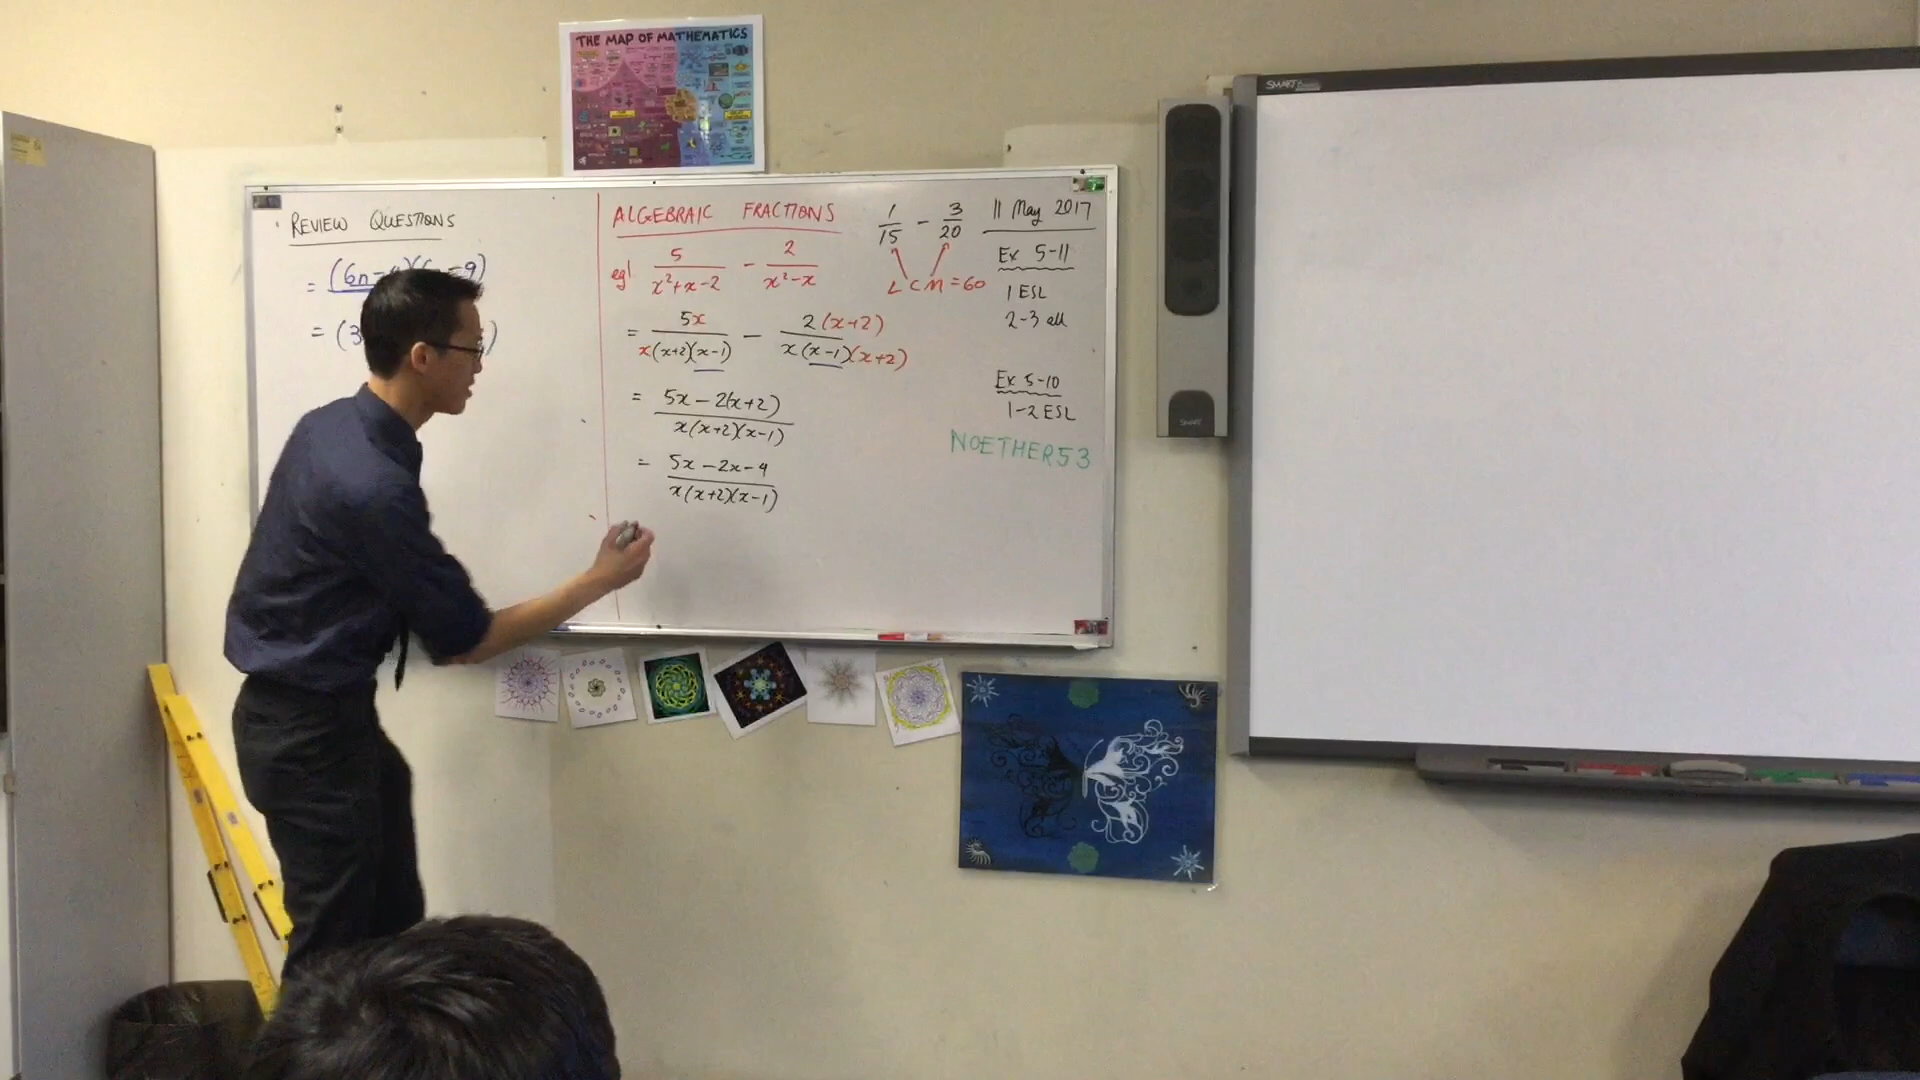 THE MAP OF MATHEMATICS
SMART
REVIEW QUESTIONS
= (6n-
-9)
= (3
)
ALGEBRAIC FRACTIONS
eg1 5/(x²+x-2) - 2/(x²-x)
= 5x/(x(x+2)(x-1)) - 2(x+2)/(x(x-1)(x+2))
= (5x-2(x+2))/(x(x+2)(x-1))
= (5x-2x-4)/(x(x+2)(x-1))
1/15 - 3/20
LCM=60
11 May 2017
Ex 5-11
1 ESL
2-3 all
Ex 5-10
1-2 ESL
NOETHER53
SMART